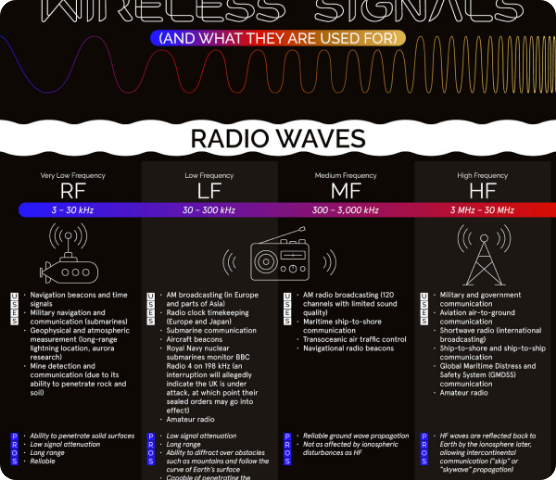 WIRELESS SIGNALS
(AND WHAT THEY ARE USED FOR)
RADIO WAVES
Very Low Frequency
RF
3 – 30 kHz
USES
Navigation beacons and time
signals
Military navigation and
communication (submarines)
Geophysical and atmospheric
measurement (long-range
lightning location, aurora
research)
Mine detection and
communication (due to its
ability to penetrate rock and
soil)
PROS
Ability to penetrate solid surfaces
Low signal attenuation
Long range
Reliable
Low Frequency
LF
30 – 300 kHz
USES
AM broadcasting (in Europe
and parts of Asia)
Radio clock timekeeping
(Europe and Japan)
Submarine communication
Aircraft beacons
Royal Navy nuclear
submarines monitor BBC
Radio 4 on 198 kHz (an
interruption will allegedly
indicate the UK is under
attack, at which point their
sealed orders may go into
effect)
Amateur radio
PROS
Low signal attenuation
Long range
Ability to diffract over obstacles
such as mountains and follow the
curve of Earth's surface
Capable of penetrating the
Medium Frequency
MF
300 – 3,000 kHz
USES
AM radio broadcasting (120
channels with limited sound
quality)
Maritime ship-to-shore
communication
Transoceanic air traffic control
Navigational radio beacons
PROS
Reliable ground wave propagation
Not as affected by ionospheric
disturbances as HF
High Frequency
HF
3 MHz – 30 MHz
USES
Military and government
communication
Aviation air-to-ground
communication
Shortwave radio (international
broadcasting)
Ship-to-shore and ship-to-ship
communication
Global Maritime Distress and
Safety System (GMDSS)
communication
Amateur radio
PROS
HF waves are reflected back to
Earth by the ionosphere later,
allowing intercontinental
communication ("skip" or
"skywave" propagation)